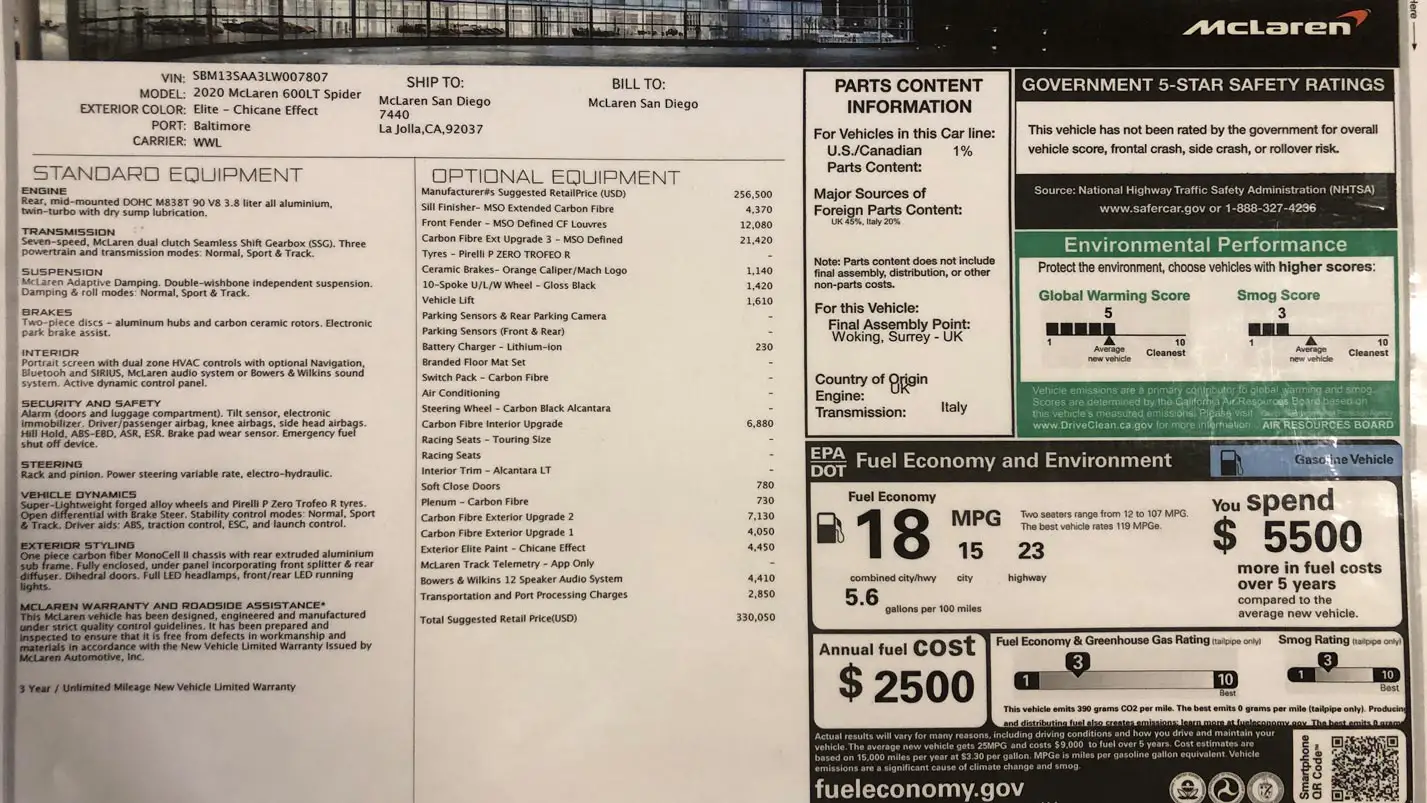 McLaren
VIN: SBM13SAA3LW007807
MODEL: 2020 McLaren 600LT Spider
EXTERIOR COLOR: Elite - Chicane Effect
PORT: Baltimore
CARRIER: WWL
SHIP TO:
McLaren San Diego
7440
La Jolla,CA,92037
BILL TO:
McLaren San Diego
STANDARD EQUIPMENT
ENGINE
Rear, mid-mounted DOHC M838T 90 V8 3.8 liter all aluminium,
twin-turbo with dry sump lubrication.
TRANSMISSION
Seven-speed, McLaren dual clutch Seamless Shift Gearbox (SSG). Three
powertrain and transmission modes: Normal, Sport & Track.
SUSPENSION
McLaren Adaptive Damping. Double-wishbone independent suspension.
Damping & roll modes: Normal, Sport & Track.
BRAKES
Two-piece discs - aluminum hubs and carbon ceramic rotors. Electronic
park brake assist.
INTERIOR
Portrait screen with dual zone HVAC controls with optional Navigation,
Bluetooh and SIRIUS, McLaren audio system or Bowers & Wilkins sound
system. Active dynamic control panel.
SECURITY AND SAFETY
Alarm (doors and luggage compartment). Tilt sensor, electronic
immobilizer. Driver/passenger airbag, knee airbags, side head airbags.
Hill Hold, ABS-EBD, ASR, ESR. Brake pad wear sensor. Emergency fuel
shut off device.
STEERING
Rack and pinion. Power steering variable rate, electro-hydraulic.
VEHICLE DYNAMICS
Super-Lightweight forged alloy wheels and Pirelli P Zero Trofeo R tyres.
Open differential with Brake Steer. Stability control modes: Normal, Sport
& Track. Driver aids: ABS, traction control, ESC, and launch control.
EXTERIOR STYLING
One piece carbon fiber MonoCell II chassis with rear extruded aluminium
sub frame. Fully enclosed, under panel incorporating front splitter & rear
diffuser. Dihedral doors. Full LED headlamps, front/rear LED running
lights.
MCLAREN WARRANTY AND ROADSIDE ASSISTANCE*
This McLaren vehicle has been designed, engineered and manufactured
under strict quality control guidelines. It has been prepared and
inspected to ensure that it is free from defects in workmanship and
materials in accordance with the New Vehicle Limited Warranty Issued by
McLaren Automotive, Inc.
3 Year / Unlimited Mileage New Vehicle Limited Warranty
OPTIONAL EQUIPMENT
Manufacturer#s Suggested RetailPrice (USD) 256,500
Sill Finisher- MSO Extended Carbon Fibre 4,370
Front Fender - MSO Defined CF Louvres 12,080
Carbon Fibre Ext Upgrade 3 - MSO Defined 21,420
Tyres - Pirelli P ZERO TROFEO R -
Ceramic Brakes- Orange Caliper/Mach Logo 1,140
10-Spoke U/L/W Wheel - Gloss Black 1,420
Vehicle Lift 1,610
Parking Sensors & Rear Parking Camera -
Parking Sensors (Front & Rear) -
Battery Charger - Lithium-ion 230
Branded Floor Mat Set -
Switch Pack - Carbon Fibre -
Air Conditioning -
Steering Wheel - Carbon Black Alcantara -
Carbon Fibre Interior Upgrade 6,880
Racing Seats - Touring Size -
Racing Seats -
Interior Trim - Alcantara LT -
Soft Close Doors 780
Plenum - Carbon Fibre 730
Carbon Fibre Exterior Upgrade 2 7,130
Carbon Fibre Exterior Upgrade 1 4,050
Exterior Elite Paint - Chicane Effect 4,450
McLaren Track Telemetry - App Only -
Bowers & Wilkins 12 Speaker Audio System 4,410
Transportation and Port Processing Charges 2,850
Total Suggested Retail Price(USD) 330,050
PARTS CONTENT
INFORMATION
For Vehicles in this Car line:
U.S./Canadian 1%
Parts Content:
Major Sources of
Foreign Parts Content:
UK 45%, Italy 20%
Note: Parts content does not include
final assembly, distribution, or other
non-parts costs.
For this Vehicle:
Final Assembly Point:
Woking, Surrey - UK
Country of Origin
Engine: UK
Transmission: Italy
GOVERNMENT 5-STAR SAFETY RATINGS
This vehicle has not been rated by the government for overall
vehicle score, frontal crash, side crash, or rollover risk.
Source: National Highway Traffic Safety Administration (NHTSA)
www.safercar.gov or 1-888-327-4236
Environmental Performance
Protect the environment, choose vehicles with higher scores:
Global Warming Score
5
1 10
Average
new vehicle
Cleanest
Smog Score
3
1 10
Average
new vehicle
Cleanest
Vehicle emissions are a primary contributor to global warming and smog.
Scores are determined by the California Air Resources Board based on
this vehicle's measured emissions. Please visit
www.DriveClean.ca.gov for more information. AIR RESOURCES BOARD
EPA
DOT
Fuel Economy and Environment
Gasoline Vehicle
Fuel Economy
18 MPG
15 23
combined city/hwy city highway
5.6 gallons per 100 miles
Two seaters range from 12 to 107 MPG.
The best vehicle rates 119 MPGe.
You spend
$ 5500
more in fuel costs
over 5 years
compared to the
average new vehicle.
Annual fuel cost
$ 2500
Fuel Economy & Greenhouse Gas Rating (tailpipe only)
3
1 10
Best
Smog Rating (tailpipe only)
3
1 10
Best
This vehicle emits 390 grams CO2 per mile. The best emits 0 grams per mile (tailpipe only). Producing
and distributing fuel also creates emissions; learn more at fueleconomy.gov. The best emits 0 grams
Actual results will vary for many reasons, including driving conditions and how you drive and maintain your
vehicle. The average new vehicle gets 25MPG and costs $9,000 to fuel over 5 years. Cost estimates are
based on 15,000 miles per year at $3.30 per gallon. MPGe is miles per gasoline gallon equivalent. Vehicle
emissions are a significant cause of climate change and smog.
fueleconomy.gov
Smartphone
QR Code™